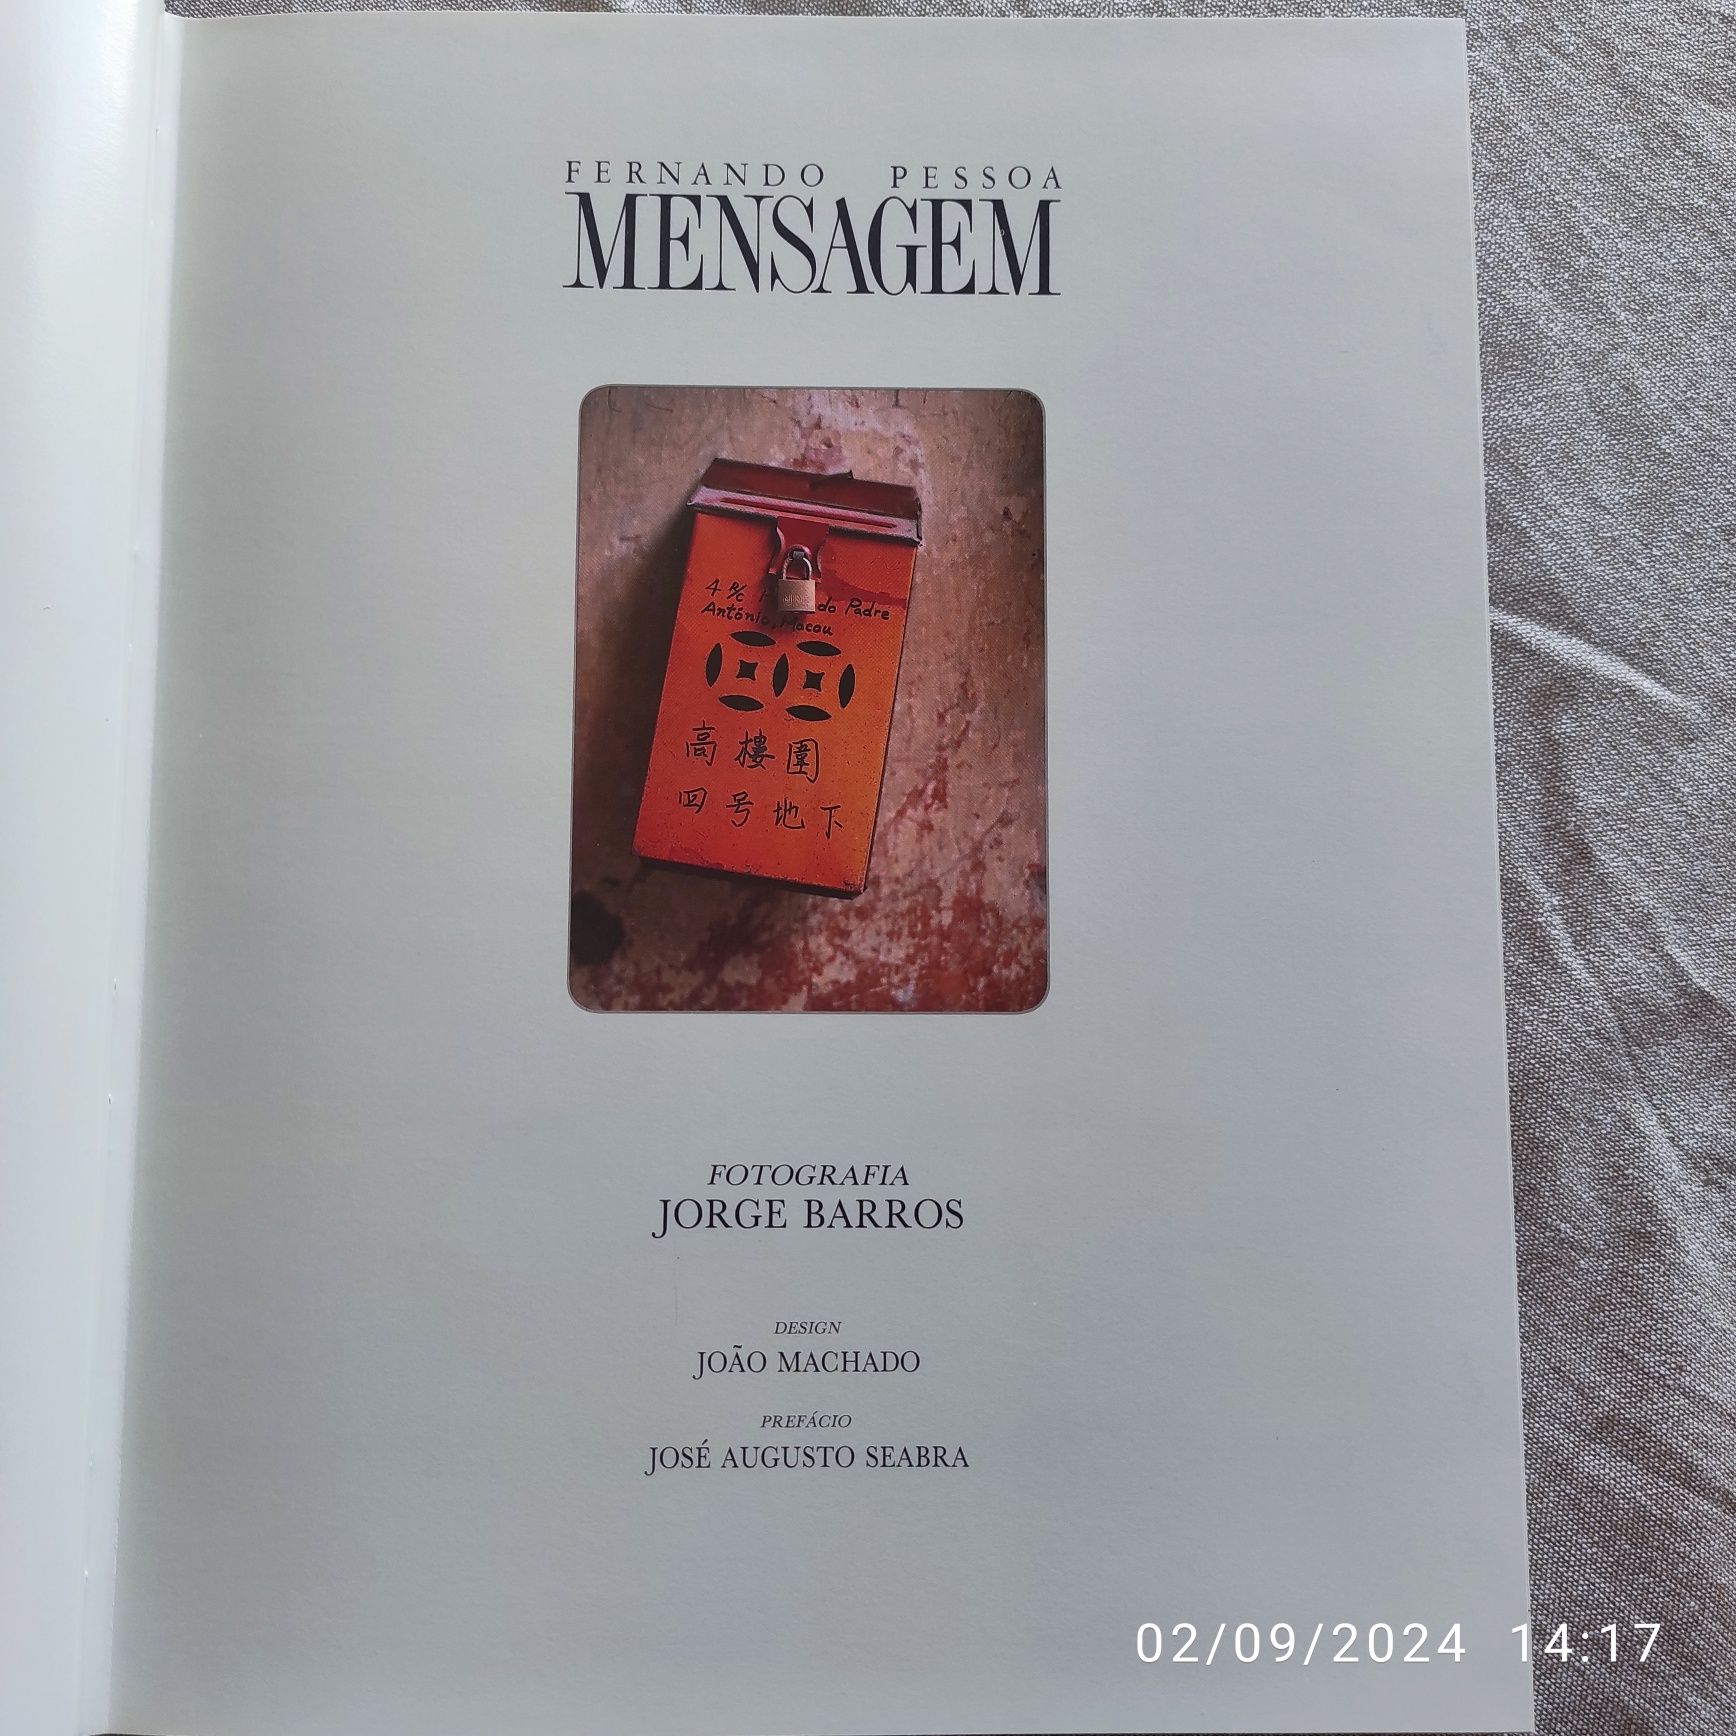 FERNANDO PESSOA
MENSAGEM
4 R/C do Padre
António, Macau
高樓圍
四号地下
FOTOGRAFIA
JORGE BARROS
DESIGN
JOÃO MACHADO
PREFÁCIO
JOSÉ AUGUSTO SEABRA
02/09/2024 14:17